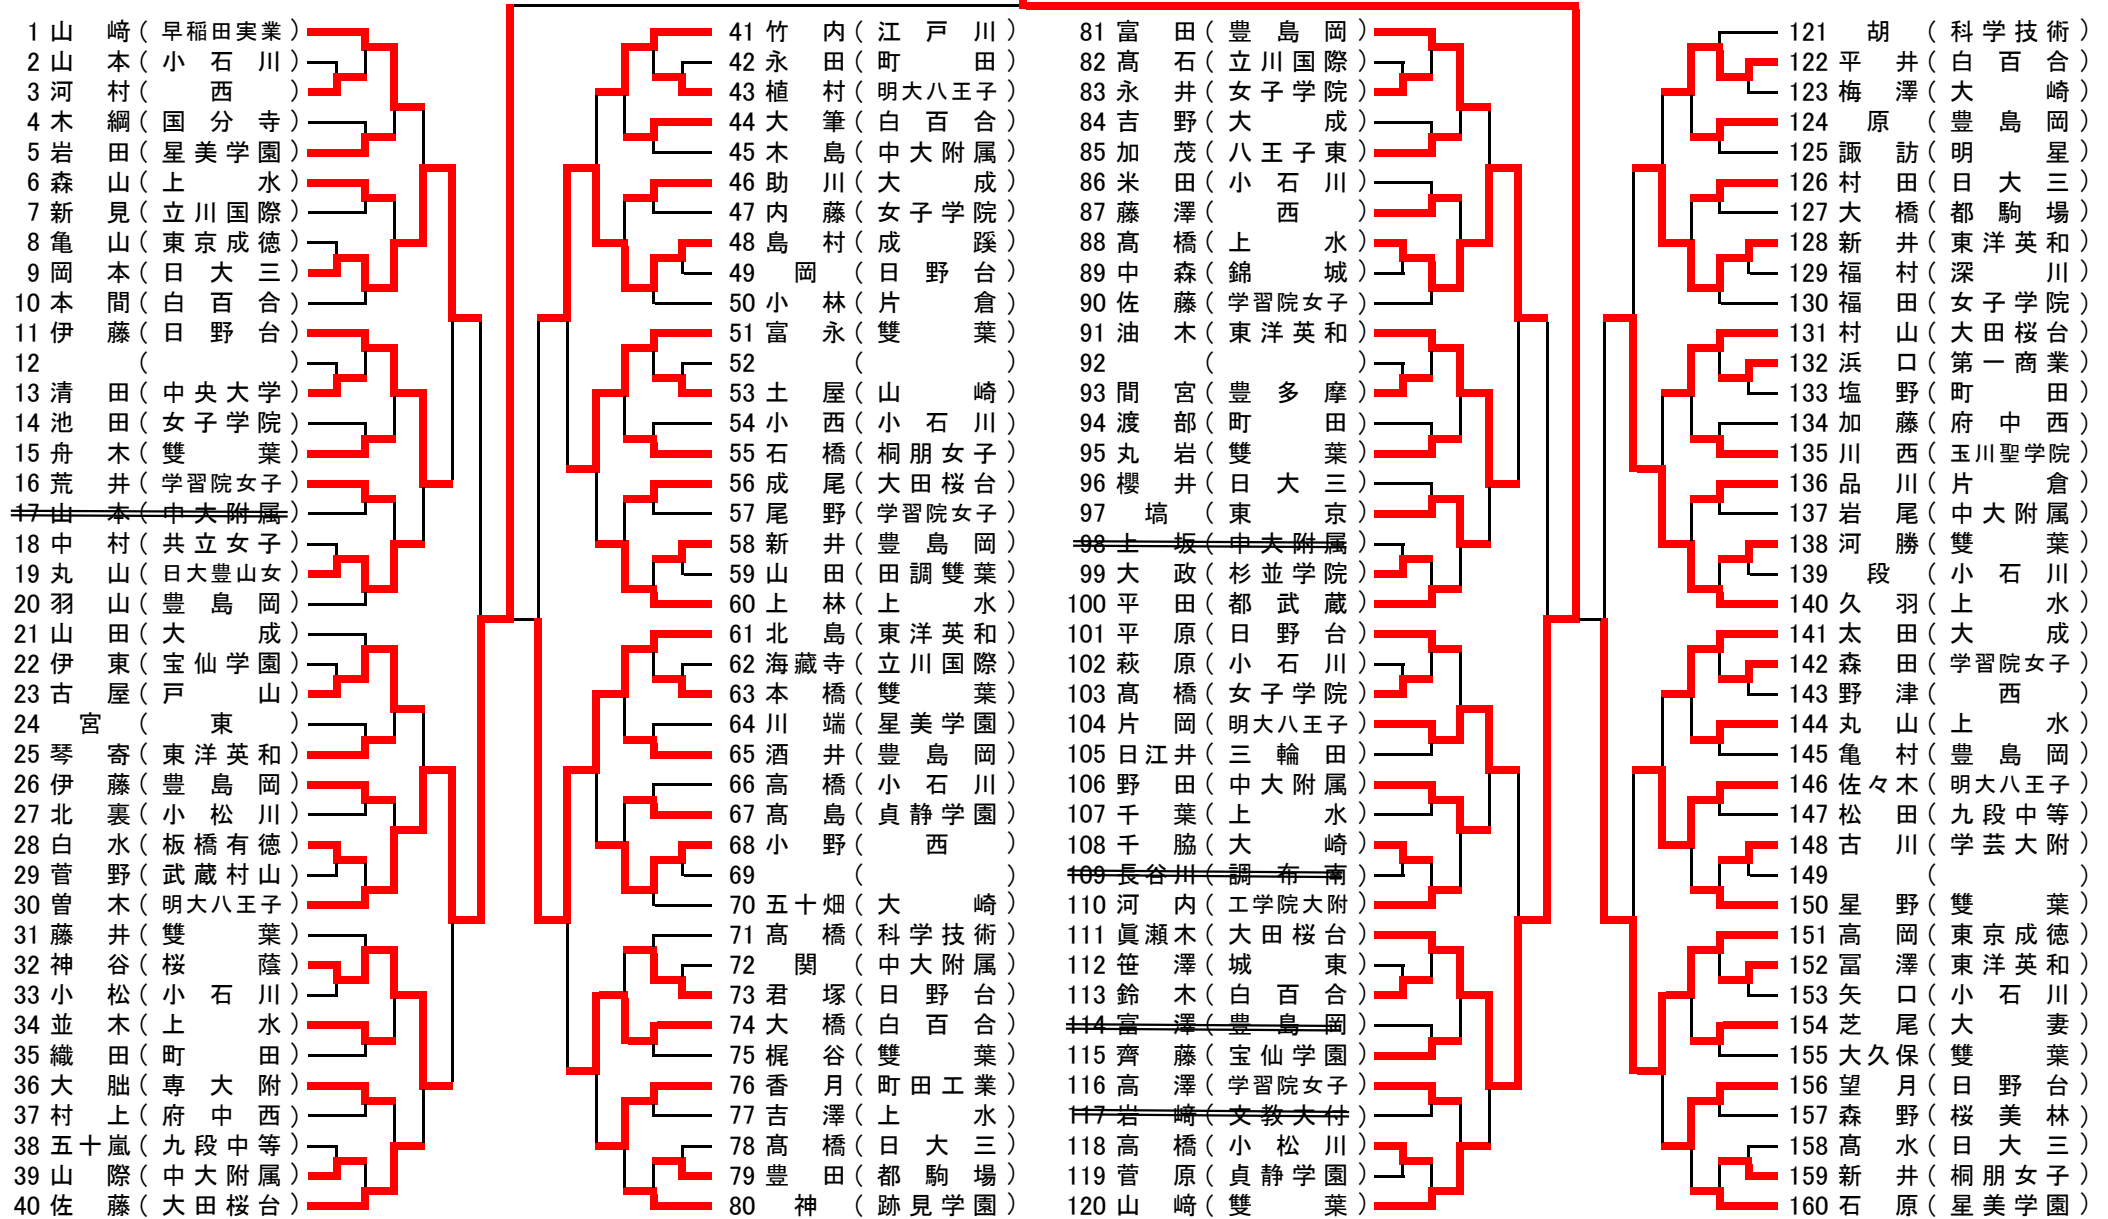 1 山 﨑 ( 早稲田実業 )
2 山 本 ( 小 石 川 )
3 河 村 ( 西 )
4 木 綱 ( 国 分 寺 )
5 岩 田 ( 星美学園 )
6 森 山 ( 上 水 )
7 新 見 ( 立川国際 )
8 亀 山 ( 東京成徳 )
9 岡 本 ( 日 大 三 )
10 本 間 ( 白 百 合 )
11 伊 藤 ( 日 野 台 )
12 ( )
13 清 田 ( 中央大学 )
14 池 田 ( 女子学院 )
15 舟 木 ( 雙 葉 )
16 荒 井 ( 学習院女子 )
17 山 本 ( 中大附属 )
18 中 村 ( 共立女子 )
19 丸 山 ( 日大豊山女 )
20 羽 山 ( 豊 島 岡 )
21 山 田 ( 大 成 )
22 伊 東 ( 宝仙学園 )
23 古 屋 ( 戸 山 )
24 宮 ( 東 )
25 琴 寄 ( 東洋英和 )
26 伊 藤 ( 豊 島 岡 )
27 北 裏 ( 小 松 川 )
28 白 水 ( 板橋有徳 )
29 菅 野 ( 武蔵村山 )
30 曽 木 ( 明大八王子 )
31 藤 井 ( 雙 葉 )
32 神 谷 ( 桜 蔭 )
33 小 松 ( 小 石 川 )
34 並 木 ( 上 水 )
35 織 田 ( 町 田 )
36 大 朏 ( 専 大 附 )
37 村 上 ( 府 中 西 )
38 五十嵐 ( 九段中等 )
39 山 際 ( 中大附属 )
40 佐 藤 ( 大田桜台 )
41 竹 内 ( 江 戸 川 )
42 永 田 ( 町 田 )
43 植 村 ( 明大八王子 )
44 大 筆 ( 白 百 合 )
45 木 島 ( 中大附属 )
46 助 川 ( 大 成 )
47 内 藤 ( 女子学院 )
48 島 村 ( 成 蹊 )
49 岡 ( 日 野 台 )
50 小 林 ( 片 倉 )
51 富 永 ( 雙 葉 )
52 ( )
53 土 屋 ( 山 崎 )
54 小 西 ( 小 石 川 )
55 石 橋 ( 桐朋女子 )
56 成 尾 ( 大田桜台 )
57 尾 野 ( 学習院女子 )
58 新 井 ( 豊 島 岡 )
59 山 田 ( 田調雙葉 )
60 上 林 ( 上 水 )
61 北 島 ( 東洋英和 )
62 海藏寺 ( 立川国際 )
63 本 橋 ( 雙 葉 )
64 川 端 ( 星美学園 )
65 酒 井 ( 豊 島 岡 )
66 高 橋 ( 小 石 川 )
67 髙 島 ( 貞静学園 )
68 小 野 ( 西 )
69 ( )
70 五十畑 ( 大 崎 )
71 髙 橋 ( 科学技術 )
72 関 ( 中大附属 )
73 君 塚 ( 日 野 台 )
74 大 橋 ( 白 百 合 )
75 梶 谷 ( 雙 葉 )
76 香 月 ( 町田工業 )
77 吉 澤 ( 上 水 )
78 髙 橋 ( 日 大 三 )
79 豊 田 ( 都 駒 場 )
80 神 ( 跡見学園 )
81 富 田 ( 豊 島 岡 )
82 髙 石 ( 立川国際 )
83 永 井 ( 女子学院 )
84 吉 野 ( 大 成 )
85 加 茂 ( 八王子東 )
86 米 田 ( 小 石 川 )
87 藤 澤 ( 西 )
88 髙 橋 ( 上 水 )
89 中 森 ( 錦 城 )
90 佐 藤 ( 学習院女子 )
91 油 木 ( 東洋英和 )
92 ( )
93 間 宮 ( 豊 多 摩 )
94 渡 部 ( 町 田 )
95 丸 岩 ( 雙 葉 )
96 櫻 井 ( 日 大 三 )
97 塙 ( 東 京 )
98 上 坂 ( 中大附属 )
99 大 政 ( 杉並学院 )
100 平 田 ( 都 武 蔵 )
101 平 原 ( 日 野 台 )
102 萩 原 ( 小 石 川 )
103 髙 橋 ( 女子学院 )
104 片 岡 ( 明大八王子 )
105 日江井 ( 三 輪 田 )
106 野 田 ( 中大附属 )
107 千 葉 ( 上 水 )
108 千 脇 ( 大 崎 )
109 長谷川 ( 調 布 南 )
110 河 内 ( 工学院大附 )
111 眞瀬木 ( 大田桜台 )
112 笹 澤 ( 城 東 )
113 鈴 木 ( 白 百 合 )
114 富 澤 ( 豊 島 岡 )
115 齊 藤 ( 宝仙学園 )
116 高 澤 ( 学習院女子 )
117 岩 﨑 ( 文教大付 )
118 高 橋 ( 小 松 川 )
119 菅 原 ( 貞静学園 )
120 山 﨑 ( 雙 葉 )
121 胡 ( 科学技術 )
122 平 井 ( 白 百 合 )
123 梅 澤 ( 大 崎 )
124 原 ( 豊 島 岡 )
125 諏 訪 ( 明 星 )
126 村 田 ( 日 大 三 )
127 大 橋 ( 都 駒 場 )
128 新 井 ( 東洋英和 )
129 福 村 ( 深 川 )
130 福 田 ( 女子学院 )
131 村 山 ( 大田桜台 )
132 浜 口 ( 第一商業 )
133 塩 野 ( 町 田 )
134 加 藤 ( 府 中 西 )
135 川 西 ( 玉川聖学院 )
136 品 川 ( 片 倉 )
137 岩 尾 ( 中大附属 )
138 河 勝 ( 雙 葉 )
139 段 ( 小 石 川 )
140 久 羽 ( 上 水 )
141 太 田 ( 大 成 )
142 森 田 ( 学習院女子 )
143 野 津 ( 西 )
144 丸 山 ( 上 水 )
145 亀 村 ( 豊 島 岡 )
146 佐々木 ( 明大八王子 )
147 松 田 ( 九段中等 )
148 古 川 ( 学芸大附 )
149 ( )
150 星 野 ( 雙 葉 )
151 高 岡 ( 東京成徳 )
152 冨 澤 ( 東洋英和 )
153 矢 口 ( 小 石 川 )
154 芝 尾 ( 大 妻 )
155 大久保 ( 雙 葉 )
156 望 月 ( 日 野 台 )
157 森 野 ( 桜 美 林 )
158 髙 水 ( 日 大 三 )
159 新 井 ( 桐朋女子 )
160 石 原 ( 星美学園 )